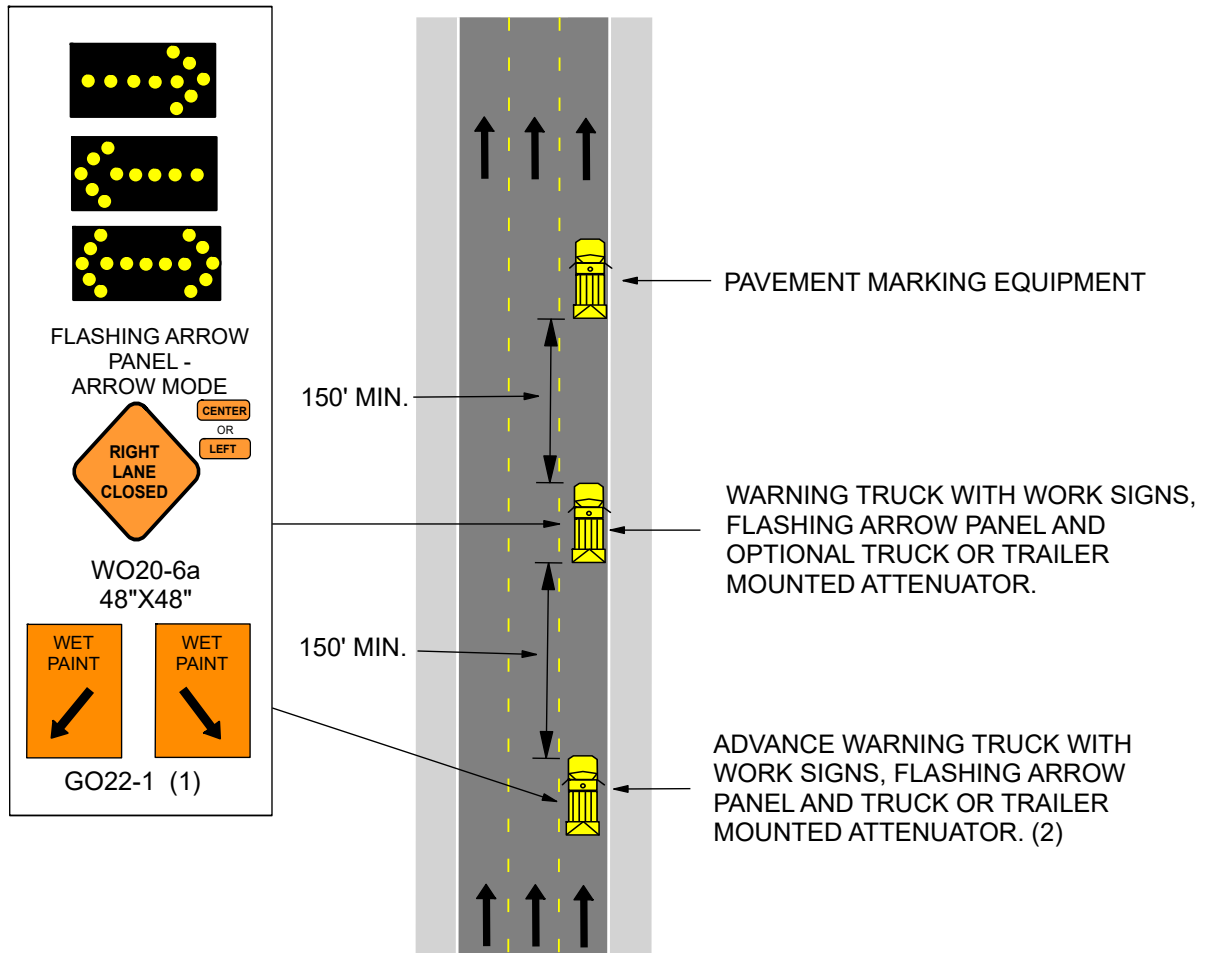 FLASHING ARROW
PANEL -
ARROW MODE
CENTER
OR
LEFT
RIGHT
LANE
CLOSED
WO20-6a
48"X48"
WET
PAINT
WET
PAINT
GO22-1 (1)
PAVEMENT MARKING EQUIPMENT
150' MIN.
WARNING TRUCK WITH WORK SIGNS,
FLASHING ARROW PANEL AND
OPTIONAL TRUCK OR TRAILER
MOUNTED ATTENUATOR.
150' MIN.
ADVANCE WARNING TRUCK WITH
WORK SIGNS, FLASHING ARROW
PANEL AND TRUCK OR TRAILER
MOUNTED ATTENUATOR. (2)